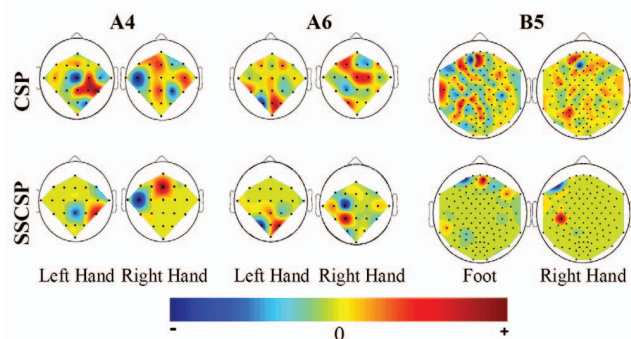 A4 A6 B5
CSP
SSCSP
Left Hand Right Hand Left Hand Right Hand Foot Right Hand
- 0 +